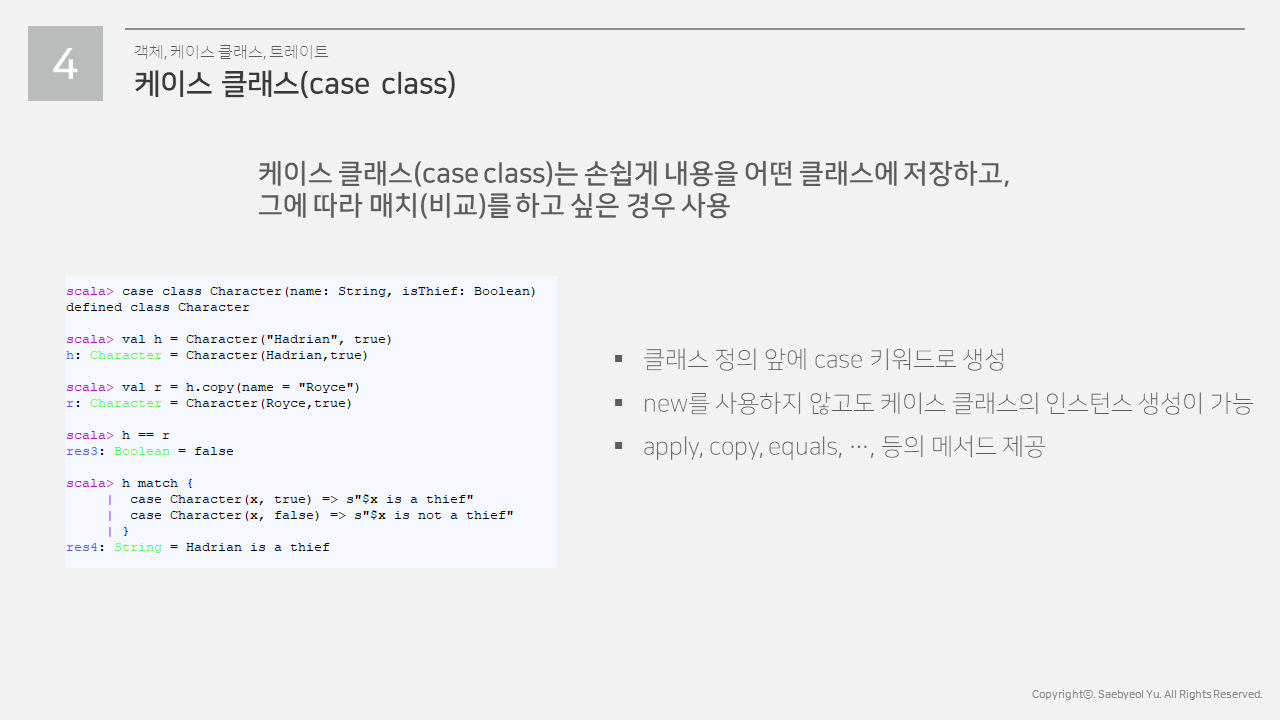 4
객체, 케이스 클래스, 트레이트
케이스 클래스(case class)
케이스 클래스(case class)는 손쉽게 내용을 어떤 클래스에 저장하고,
그에 따라 매치(비교)를 하고 싶은 경우 사용
scala> case class Character(name: String, isThief: Boolean)
defined class Character
scala> val h = Character("Hadrian", true)
h: Character = Character(Hadrian,true)
scala> val r = h.copy(name = "Royce")
r: Character = Character(Royce,true)
scala> h == r
res3: Boolean = false
scala> h match {
| case Character(x, true) => s"$x is a thief"
| case Character(x, false) => s"$x is not a thief"
| }
res4: String = Hadrian is a thief
▪ 클래스 정의 앞에 case 키워드로 생성
▪ new를 사용하지 않고도 케이스 클래스의 인스턴스 생성이 가능
▪ apply, copy, equals, …, 등의 메서드 제공
Copyrightⓒ. Saebyeol Yu. All Rights Reserved.